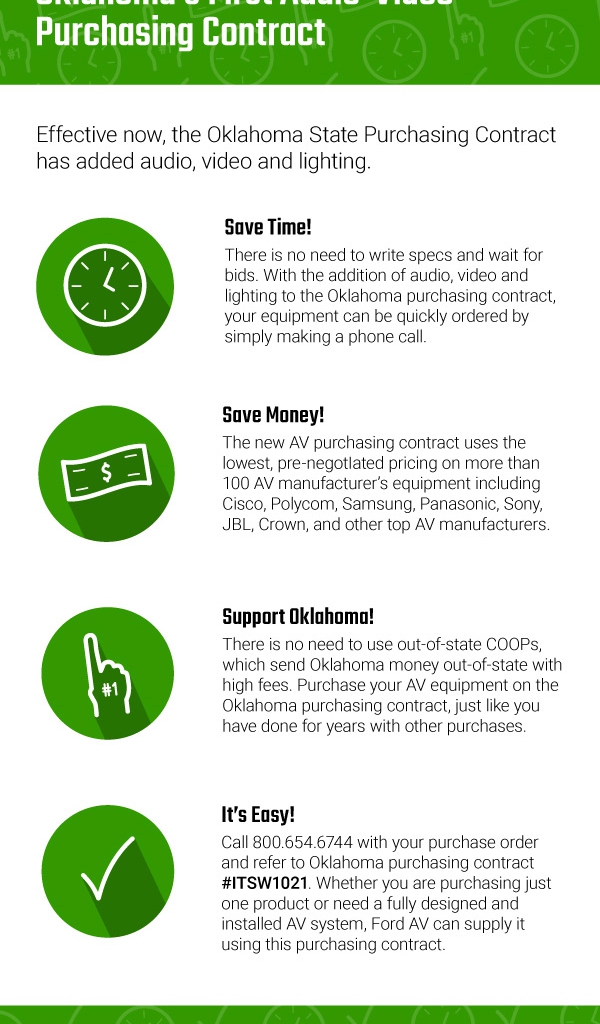 Oklahoma's First Audio-Video
Purchasing Contract
#1
Effective now, the Oklahoma State Purchasing Contract
has added audio, video and lighting.
Save Time!
There is no need to write specs and wait for
bids. With the addition of audio, video and
lighting to the Oklahoma purchasing contract,
your equipment can be quickly ordered by
simply making a phone call.
$
Save Money!
The new AV purchasing contract uses the
lowest, pre-negotiated pricing on more than
100 AV manufacturer's equipment including
Cisco, Polycom, Samsung, Panasonic, Sony,
JBL, Crown, and other top AV manufacturers.
#1
Support Oklahoma!
There is no need to use out-of-state COOPs,
which send Oklahoma money out-of-state with
high fees. Purchase your AV equipment on the
Oklahoma purchasing contract, just like you
have done for years with other purchases.
It's Easy!
Call 800.654.6744 with your purchase order
and refer to Oklahoma purchasing contract
#ITSW1021. Whether you are purchasing just
one product or need a fully designed and
installed AV system, Ford AV can supply it
using this purchasing contract.